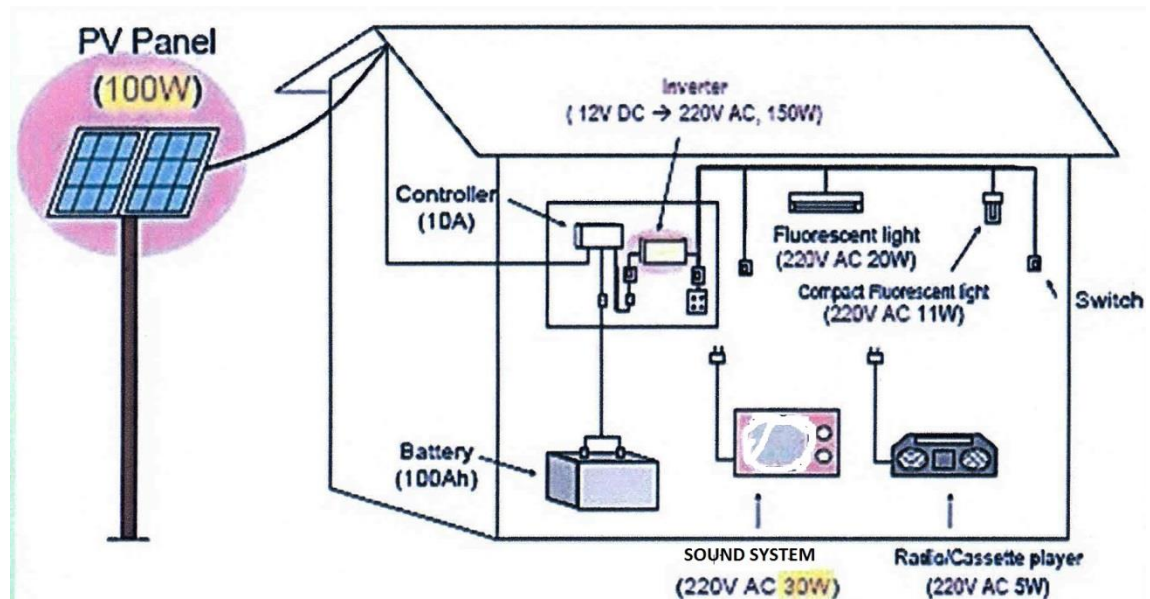 PV Panel
(100W)
Inverter
( 12V DC → 220V AC, 150W)
Controller
(10A)
Fluorescent light
(220V AC 20W)
Compact Fluorescent light
(220V AC 11W)
Switch
Battery
(100Ah)
SOUND SYSTEM
(220V AC 30W)
Radio/Cassette player
(220V AC 5W)